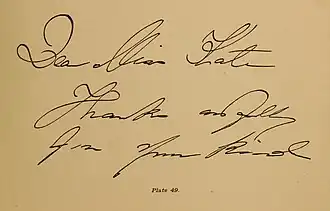 Dear Miss Kate
Thanks awfully
for your kind
Plate 49.